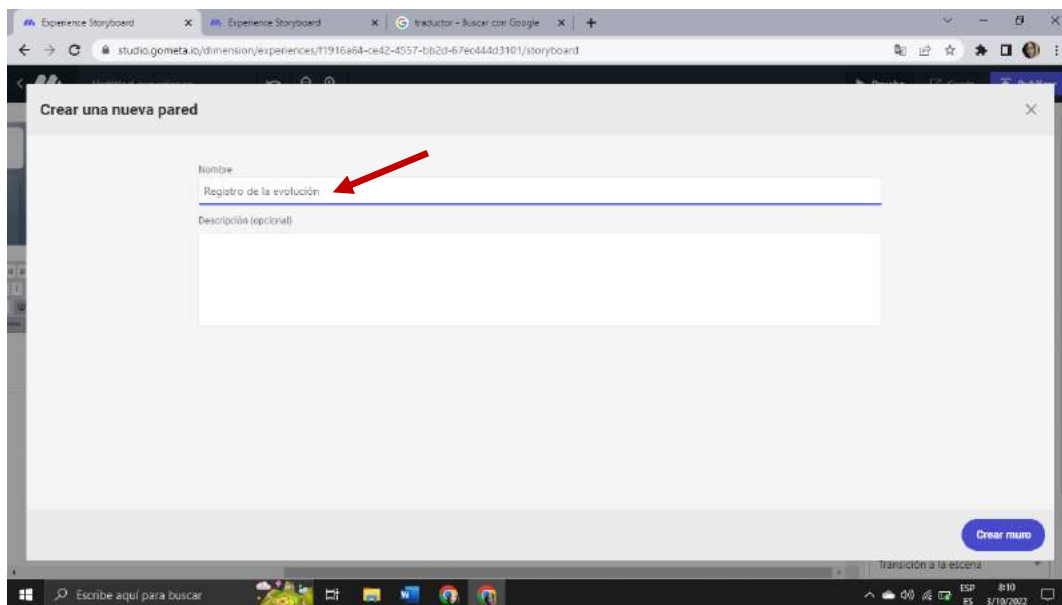 Experience Storyboard
Experience Storyboard
traductor - Buscar con Google
studio.gometa.io/dimension/experiences/f1916a64-ce42-4557-bb2d-67ec444d3101/storyboard
Crear una nueva pared
Nombre
Registro de la evolución
Descripción (opcional)
Crear muro
Transición a la escena
Escribe aquí para buscar
ESP
8:10
ES
3/10/2022